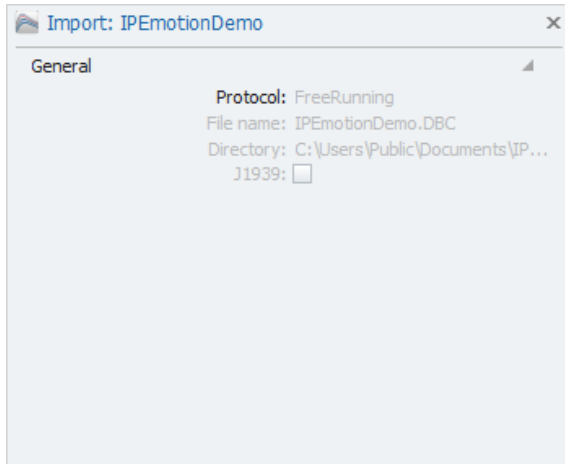 Import: IPEmotionDemo
General
Protocol: FreeRunning
File name: IPEmotionDemo.DBC
Directory: C:\Users\Public\Documents\IP...
J1939: